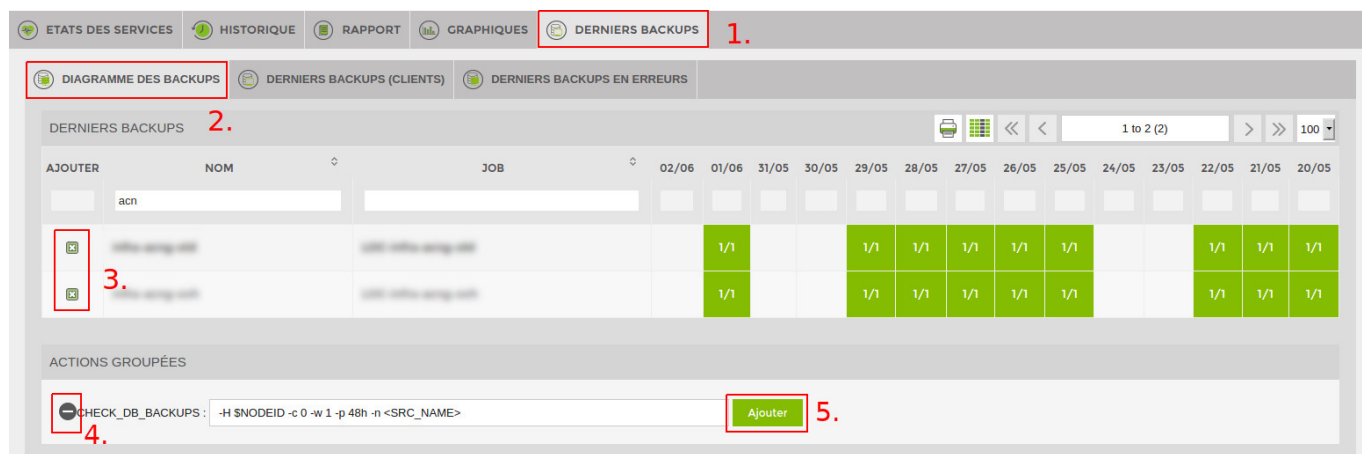 ETATS DES SERVICES HISTORIQUE RAPPORT GRAPHIQUES DERNIERS BACKUPS 1.
DIAGRAMME DES BACKUPS DERNIERS BACKUPS (CLIENTS) DERNIERS BACKUPS EN ERREURS
2.
DERNIERS BACKUPS 1 to 2 (2) 100
AJOUTER NOM JOB 02/06 01/06 31/05 30/05 29/05 28/05 27/05 26/05 25/05 24/05 23/05 22/05 21/05 20/05
acn
1/1 1/1 1/1 1/1 1/1 1/1 1/1 1/1 1/1
3.
1/1 1/1 1/1 1/1 1/1 1/1 1/1 1/1 1/1
ACTIONS GROUPÉES
CHECK_DB_BACKUPS : -H $NODEID -c 0 -w 1 -p 48h -n <SRC_NAME> Ajouter 5.
4.